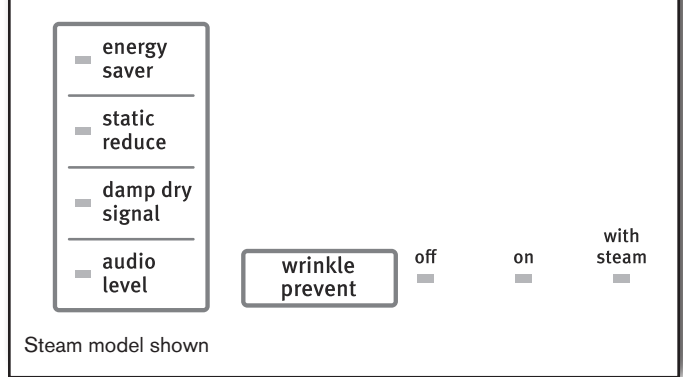 energy
saver
static
reduce
damp dry
signal
audio
level
wrinkle
prevent
off
on
with
steam
Steam model shown